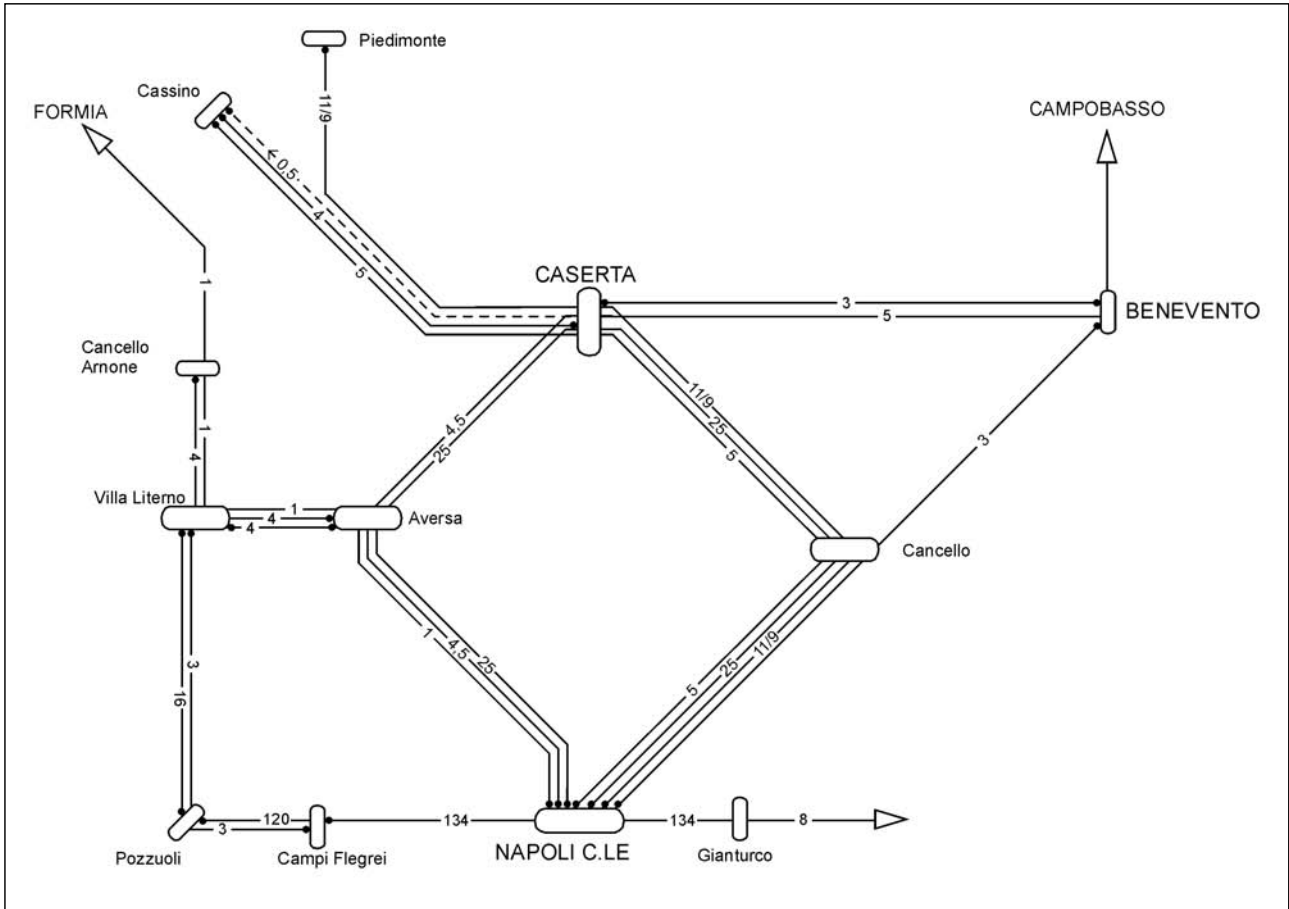 Piedimonte
Cassino
FORMIA
11/9
CAMPOBASSO
← 0,5
4
5
1
CASERTA
3
5
BENEVENTO
Cancello
Arnone
11/9
25
5
4,5
25
1
4
3
Villa Literno
1
4
4
Aversa
Cancello
1
4,5
25
5
25
11/9
16
3
120
3
134
134
8
Pozzuoli
Campi Flegrei
NAPOLI C.LE
Gianturco